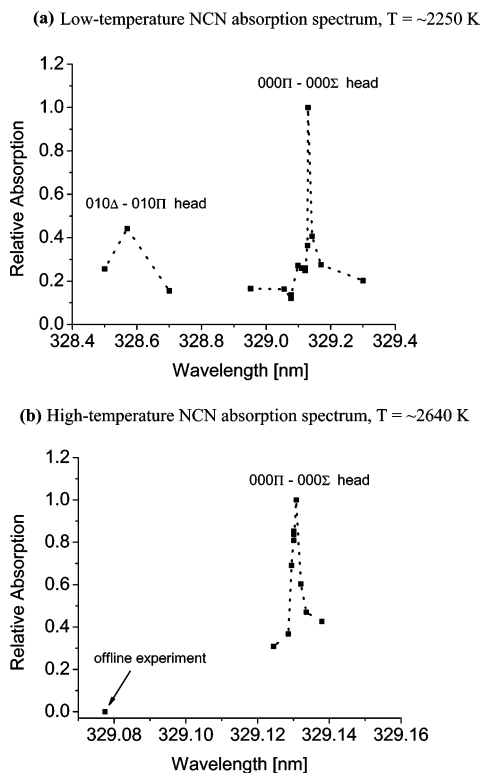 (a) Low-temperature NCN absorption spectrum, T = ~2250 K
000Π - 000Σ head
010Δ - 010Π head
Relative Absorption
1.2
1.0
0.8
0.6
0.4
0.2
0.0
328.4 328.6 328.8 329.0 329.2 329.4
Wavelength [nm]
(b) High-temperature NCN absorption spectrum, T = ~2640 K
000Π - 000Σ head
offline experiment
Relative Absorption
1.2
1.0
0.8
0.6
0.4
0.2
0.0
329.08 329.10 329.12 329.14 329.16
Wavelength [nm]